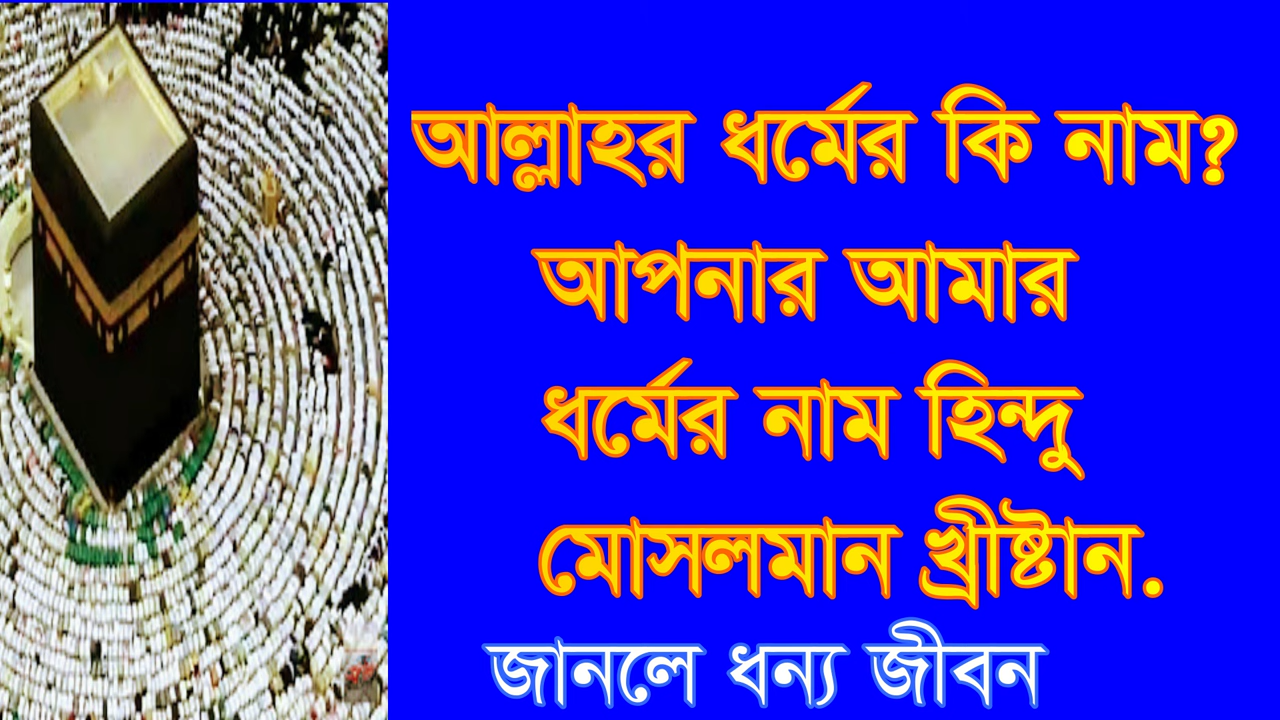 আল্লাহর ধর্মের কি নাম?
আপনার আমার
ধর্মের নাম হিন্দু
মোসলমান খ্রীষ্টান.
জানলে ধন্য জীবন